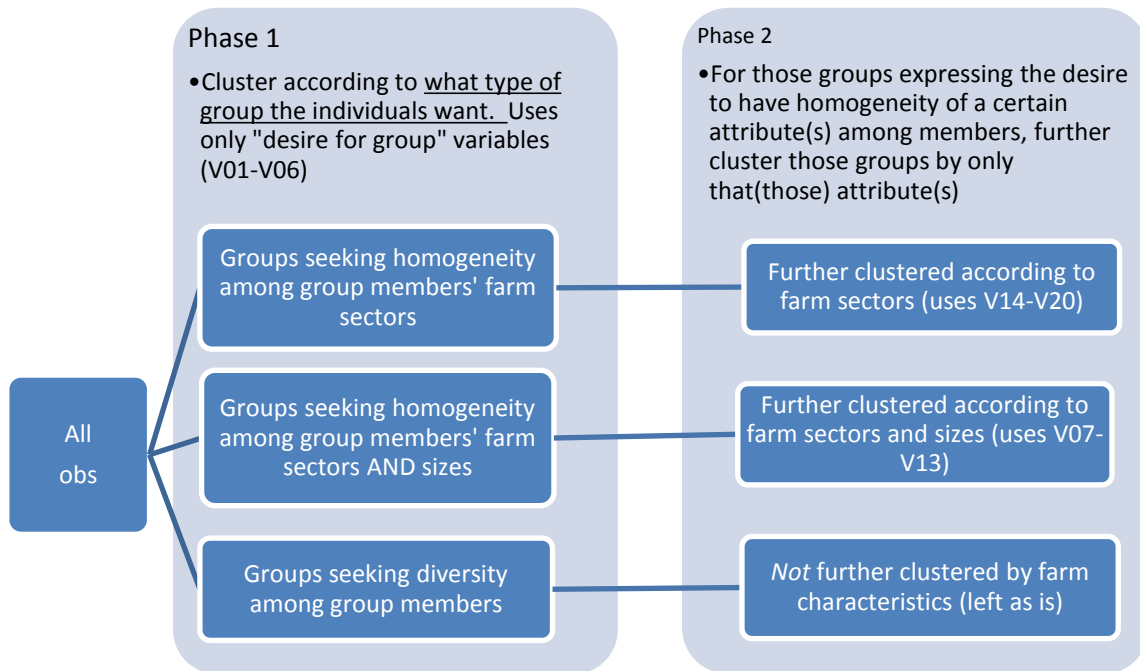 Phase 1
•Cluster according to what type of
group the individuals want. Uses
only "desire for group" variables
(V01-V06)
Phase 2
•For those groups expressing the desire
to have homogeneity of a certain
attribute(s) among members, further
cluster those groups by only
that(those) attribute(s)
All
obs
Groups seeking homogeneity
among group members' farm
sectors
Further clustered according to
farm sectors (uses V14-V20)
Groups seeking homogeneity
among group members' farm
sectors AND sizes
Further clustered according to
farm sectors and sizes (uses V07-
V13)
Groups seeking diversity
among group members
Not further clustered by farm
characteristics (left as is)